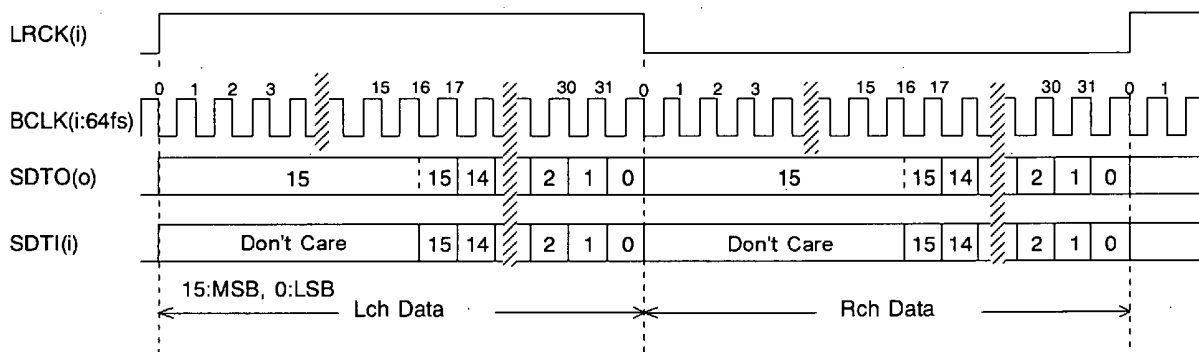 LRCK(i)
0 1 2 3 15 16 17 30 31 0 1 2 3 15 16 17 30 31 0 1
BCLK(i:64fs)
SDTO(o) 15 15 14 2 1 0 15 15 14 2 1 0
SDTI(i) Don't Care 15 14 2 1 0 Don't Care 15 14 2 1 0
15:MSB, 0:LSB
Lch Data Rch Data